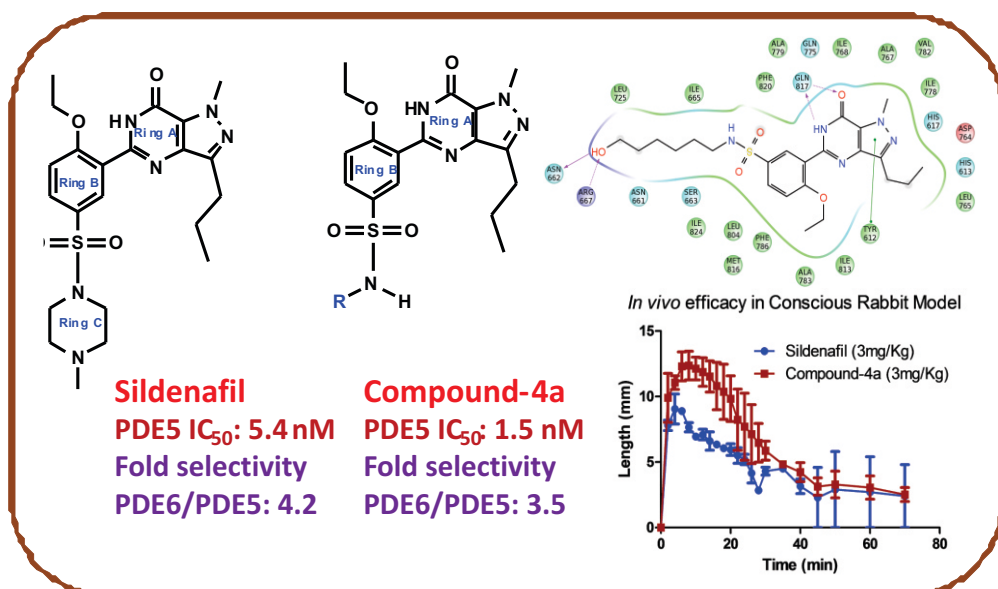 O
N
N
HN
Ring A
N
N
O
Ring B
O
S
O
N
Ring C
N
O
N
N
HN
Ring A
N
N
O
Ring B
O
S
O
N
R
H
Sildenafil
PDE5 IC50: 5.4 nM
Fold selectivity
PDE6/PDE5: 4.2
Compound-4a
PDE5 IC50: 1.5 nM
Fold selectivity
PDE6/PDE5: 3.5
ALA 779
GLN 775
ILE 768
ALA 767
VAL 782
LEU 725
ILE 665
PHE 820
GLN 817
ILE 778
HIS 617
ASP 764
HIS 613
LEU 765
ASN 662
ARG 667
ASN 661
SER 663
ILE 824
LEU 804
PHE 786
MET 816
ALA 783
ILE 813
TYR 612
HO
H
N
O
S
O
O
HN
N
N
N
O
In vivo efficacy in Conscious Rabbit Model
Sildenafil (3mg/Kg)
Compound-4a (3mg/Kg)
Length (mm)
15
10
5
0
0
20
40
60
80
Time (min)